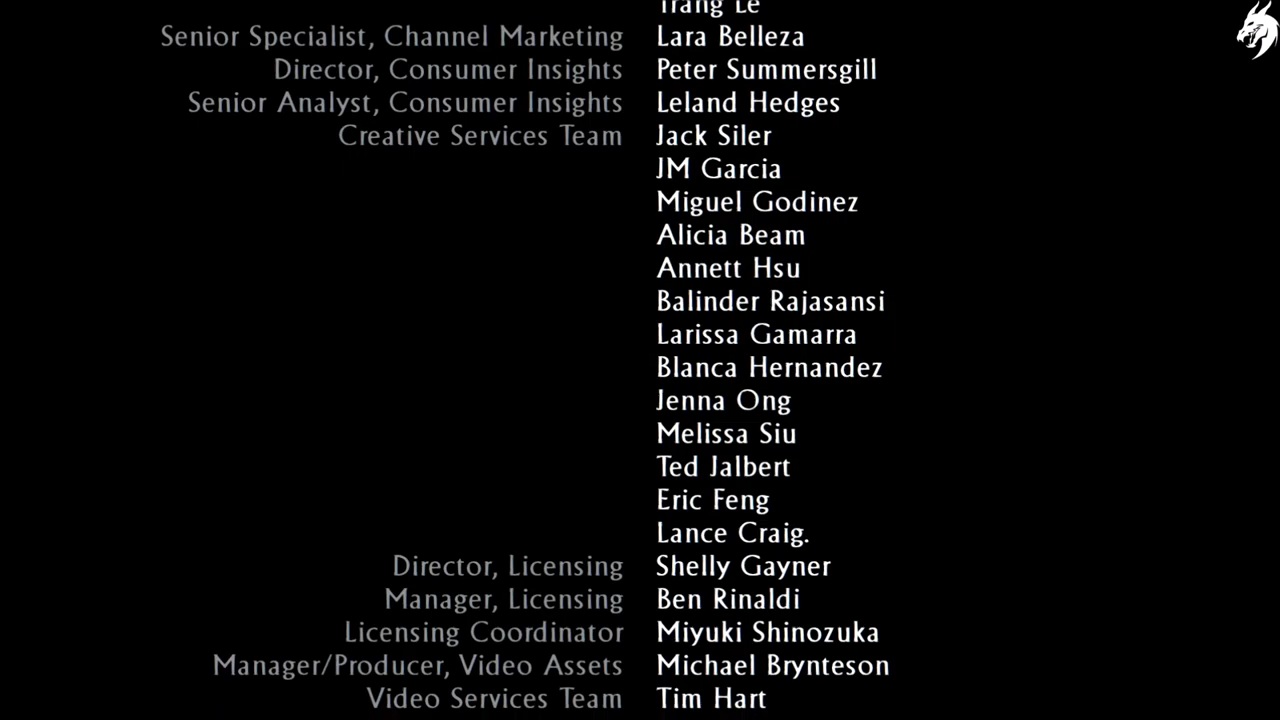 Trang Le
Senior Specialist, Channel Marketing Lara Belleza
Director, Consumer Insights Peter Summersgill
Senior Analyst, Consumer Insights Leland Hedges
Creative Services Team Jack Siler
JM Garcia
Miguel Godinez
Alicia Beam
Annett Hsu
Balinder Rajasansi
Larissa Gamarra
Blanca Hernandez
Jenna Ong
Melissa Siu
Ted Jalbert
Eric Feng
Lance Craig.
Director, Licensing Shelly Gayner
Manager, Licensing Ben Rinaldi
Licensing Coordinator Miyuki Shinozuka
Manager/Producer, Video Assets Michael Brynteson
Video Services Team Tim Hart